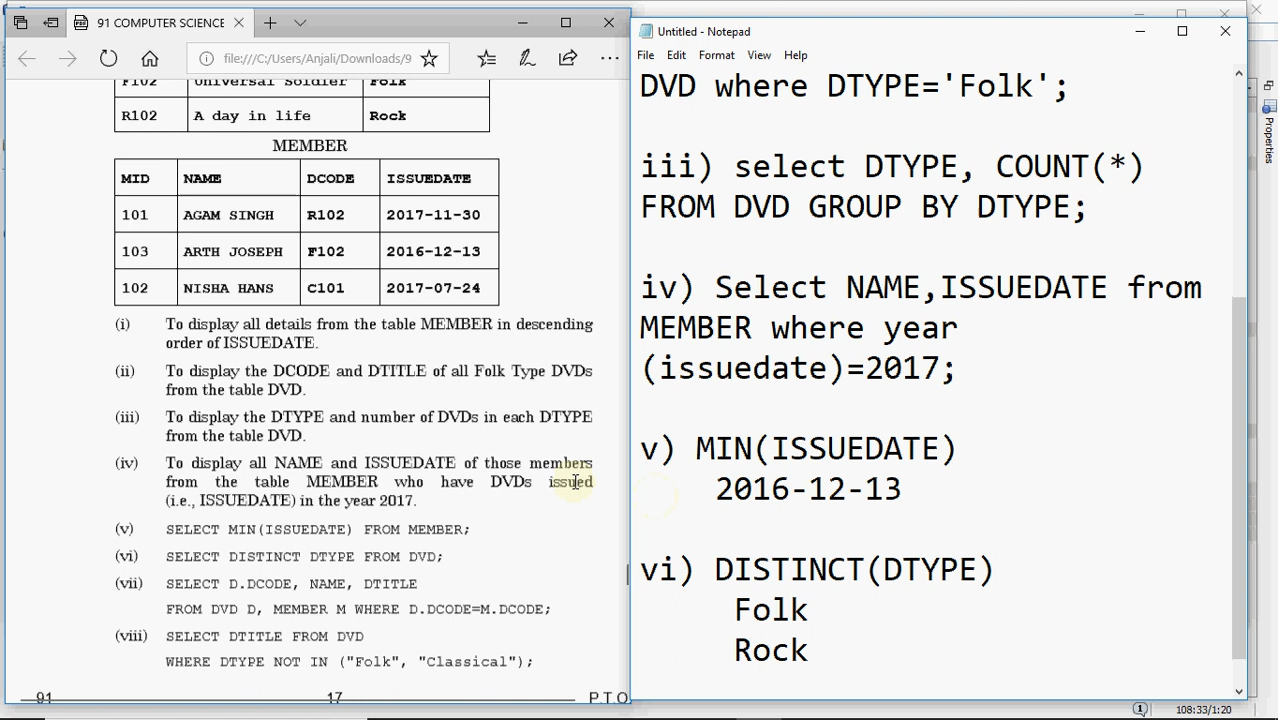 91 COMPUTER SCIENCE
file:///C:/Users/Anjali/Downloads/9
F102 Universal Soldier Folk
R102 A day in life Rock
MEMBER
MID NAME DCODE ISSUEDATE
101 AGAM SINGH R102 2017-11-30
103 ARTH JOSEPH F102 2016-12-13
102 NISHA HANS C101 2017-07-24
(i) To display all details from the table MEMBER in descending
order of ISSUEDATE.
(ii) To display the DCODE and DTITLE of all Folk Type DVDs
from the table DVD.
(iii) To display the DTYPE and number of DVDs in each DTYPE
from the table DVD.
(iv) To display all NAME and ISSUEDATE of those members
from the table MEMBER who have DVDs issued
(i.e., ISSUEDATE) in the year 2017.
(v) SELECT MIN(ISSUEDATE) FROM MEMBER;
(vi) SELECT DISTINCT DTYPE FROM DVD;
(vii) SELECT D.DCODE, NAME, DTITLE
FROM DVD D, MEMBER M WHERE D.DCODE=M.DCODE;
(viii) SELECT DTITLE FROM DVD
WHERE DTYPE NOT IN ("Folk", "Classical");
91 17 P.T.O
Untitled - Notepad
File Edit Format View Help
DVD where DTYPE='Folk';
iii) select DTYPE, COUNT(*)
FROM DVD GROUP BY DTYPE;
iv) Select NAME,ISSUEDATE from
MEMBER where year
(issuedate)=2017;
v) MIN(ISSUEDATE)
2016-12-13
vi) DISTINCT(DTYPE)
Folk
Rock
Properties
108:33/1:20